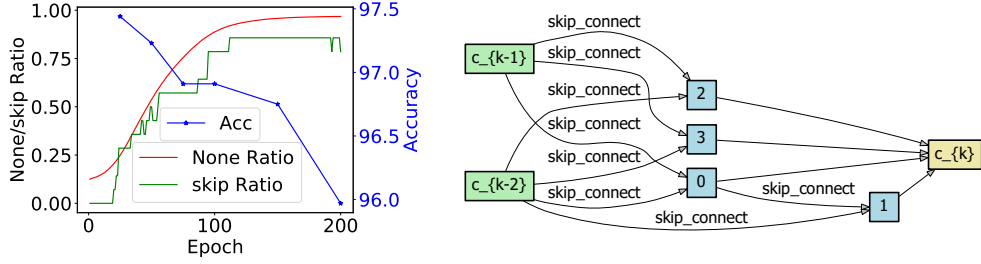 None/skip Ratio
1.00
0.75
0.50
0.25
0.00
0
100
200
Epoch
97.5
97.0
96.5
96.0
Accuracy
Acc
None Ratio
skip Ratio
c_{k-1}
c_{k-2}
skip_connect
skip_connect
skip_connect
skip_connect
skip_connect
skip_connect
skip_connect
skip_connect
2
3
0
1
c_{k}